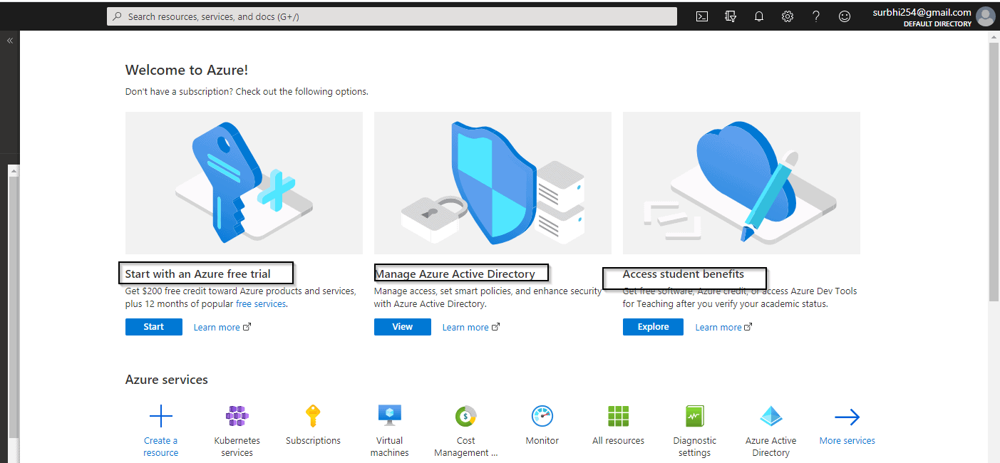 Search resources, services, and docs (G+/)
surbhi254@gmail.com
DEFAULT DIRECTORY
Welcome to Azure!
Don't have a subscription? Check out the following options.
Start with an Azure free trial
Get $200 free credit toward Azure products and services,
plus 12 months of popular free services.
Start
Learn more
Manage Azure Active Directory
Manage access, set smart policies, and enhance security
with Azure Active Directory.
View
Learn more
Access student benefits
Get free software, Azure credit, or access Azure Dev Tools
for Teaching after you verify your academic status.
Explore
Learn more
Azure services
Create a
resource
Kubernetes
services
Subscriptions
Virtual
machines
Cost
Management ...
Monitor
All resources
Diagnostic
settings
Azure Active
Directory
More services